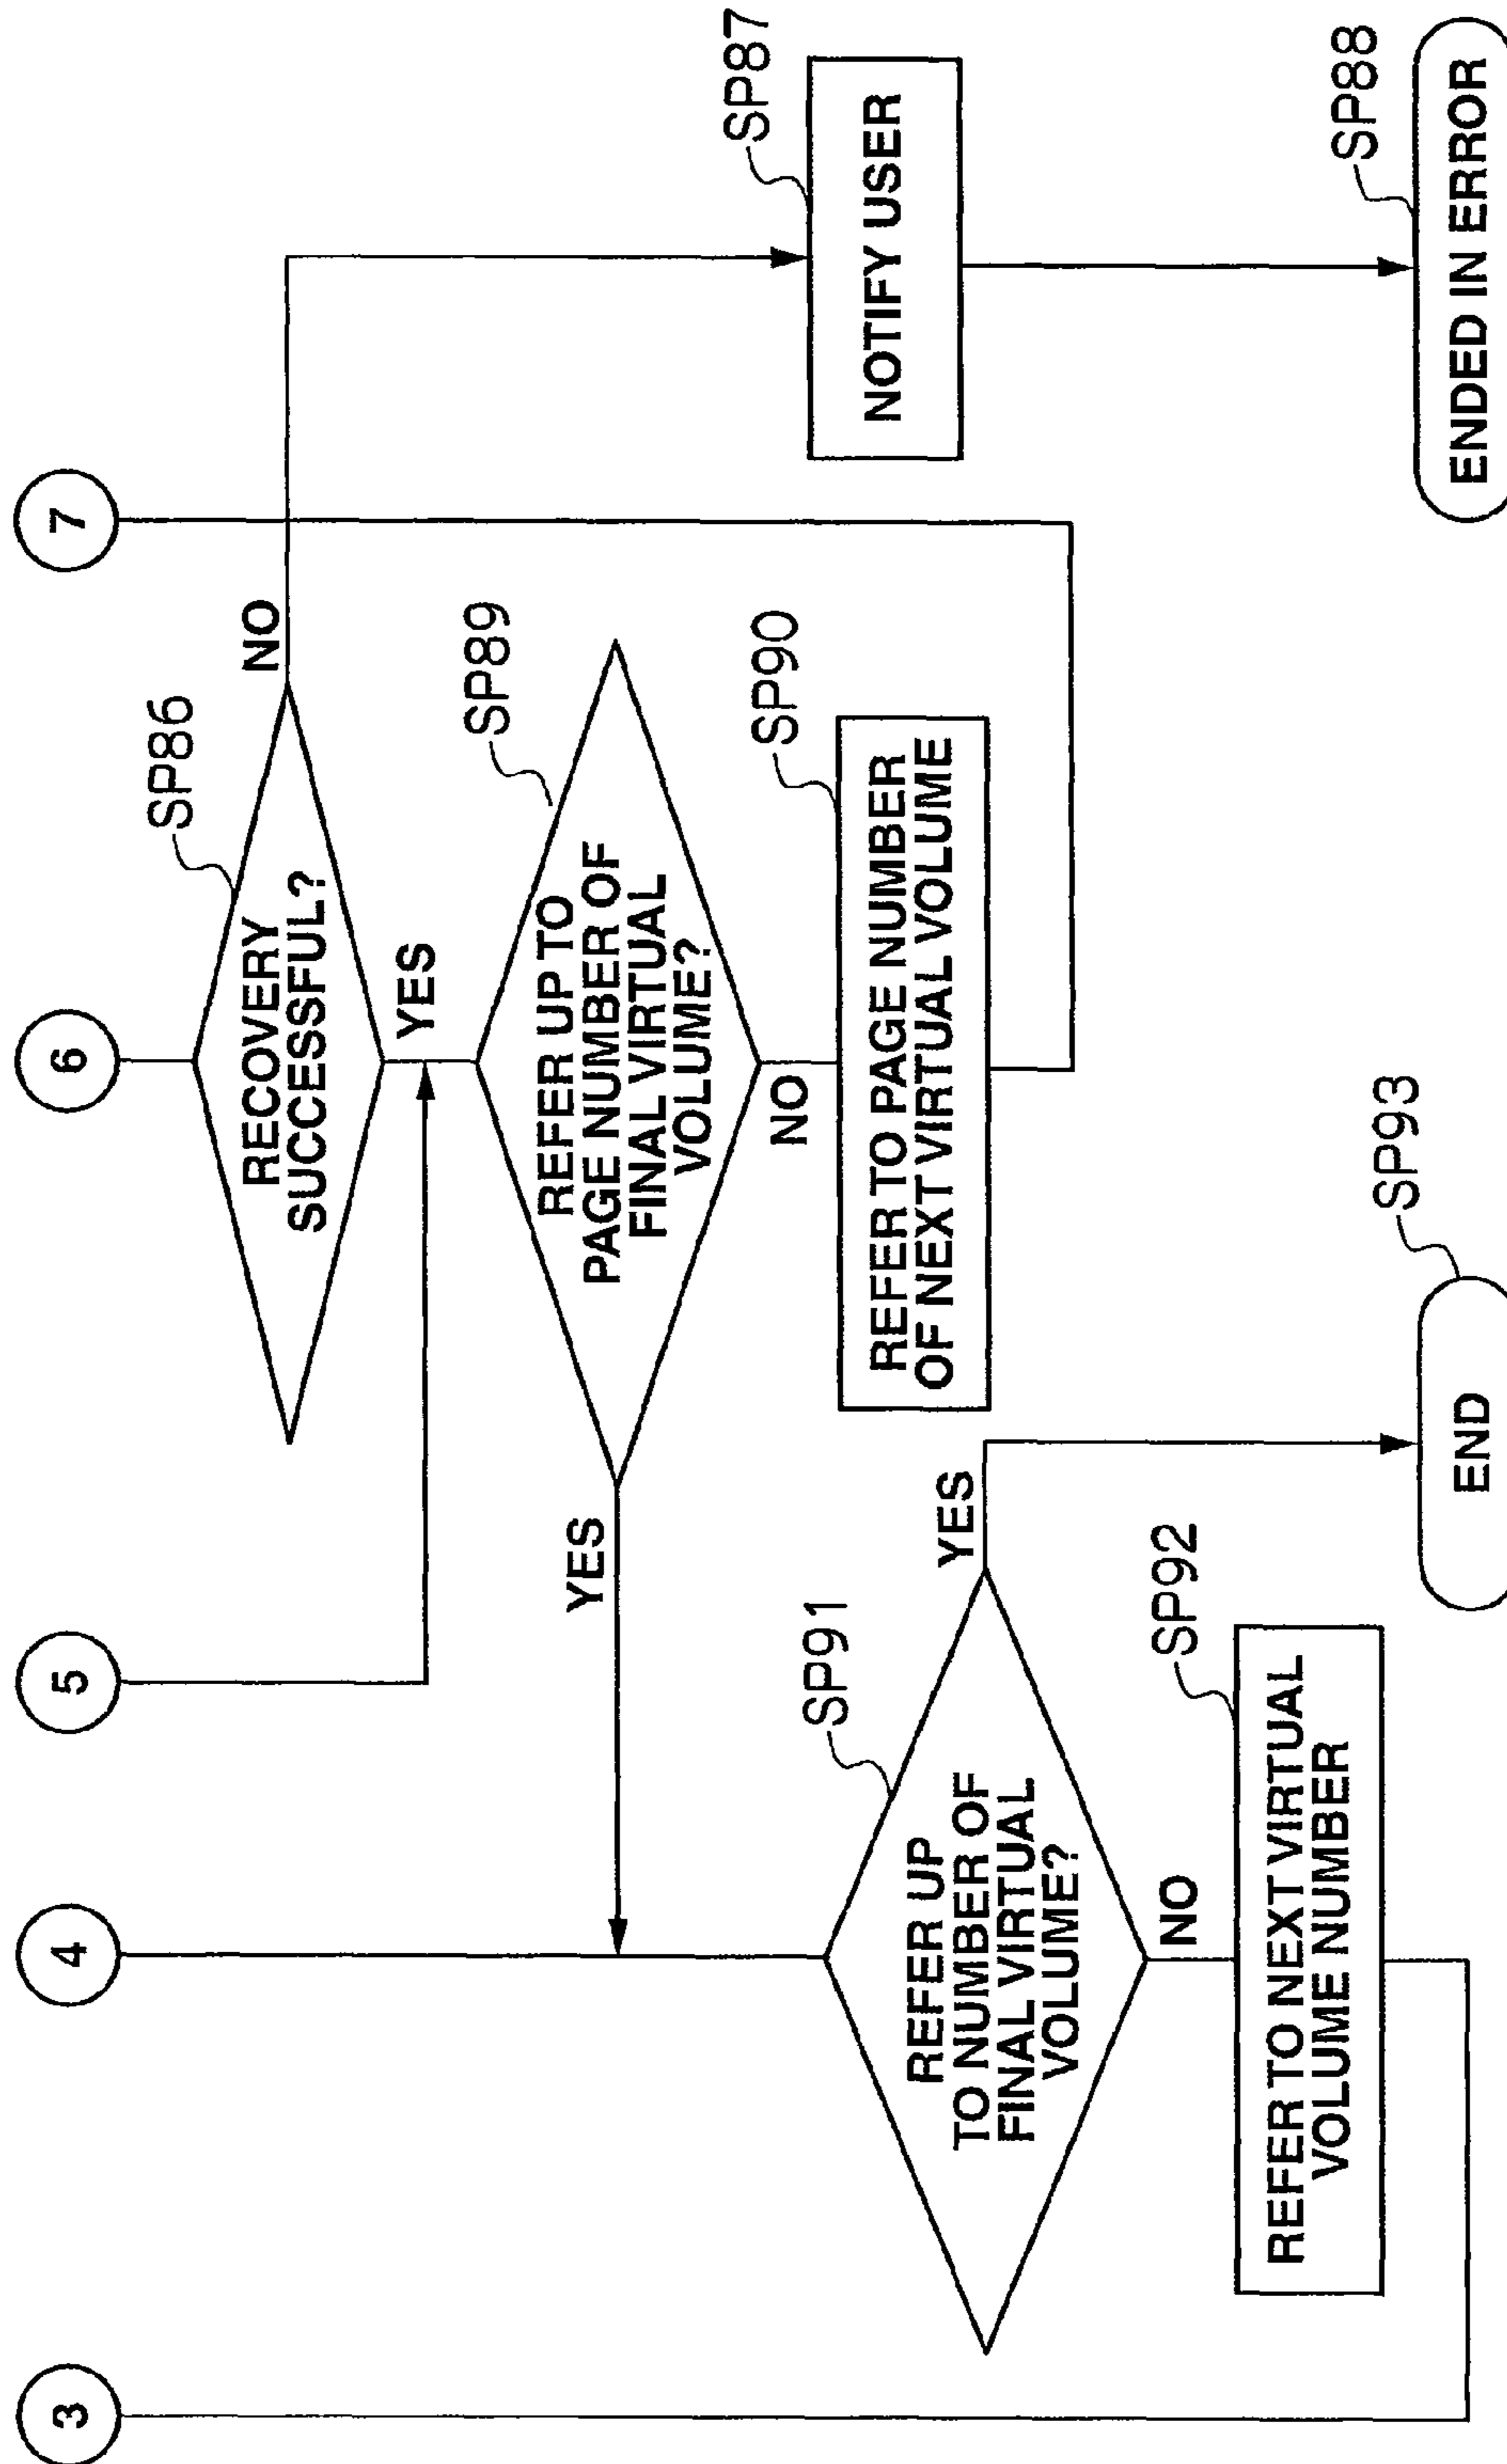 3
4
5
6
7
SP86
RECOVERY
SUCCESSFUL?
NO
YES
SP87
NOTIFY USER
SP88
ENDED IN ERROR
SP89
REFER UP TO
PAGE NUMBER OF
FINAL VIRTUAL
VOLUME?
YES
NO
SP90
REFER TO PAGE NUMBER
OF NEXT VIRTUAL VOLUME
SP91
REFER UP
TO NUMBER OF
FINAL VIRTUAL
VOLUME?
YES
NO
SP92
REFER TO NEXT VIRTUAL
VOLUME NUMBER
SP93
END